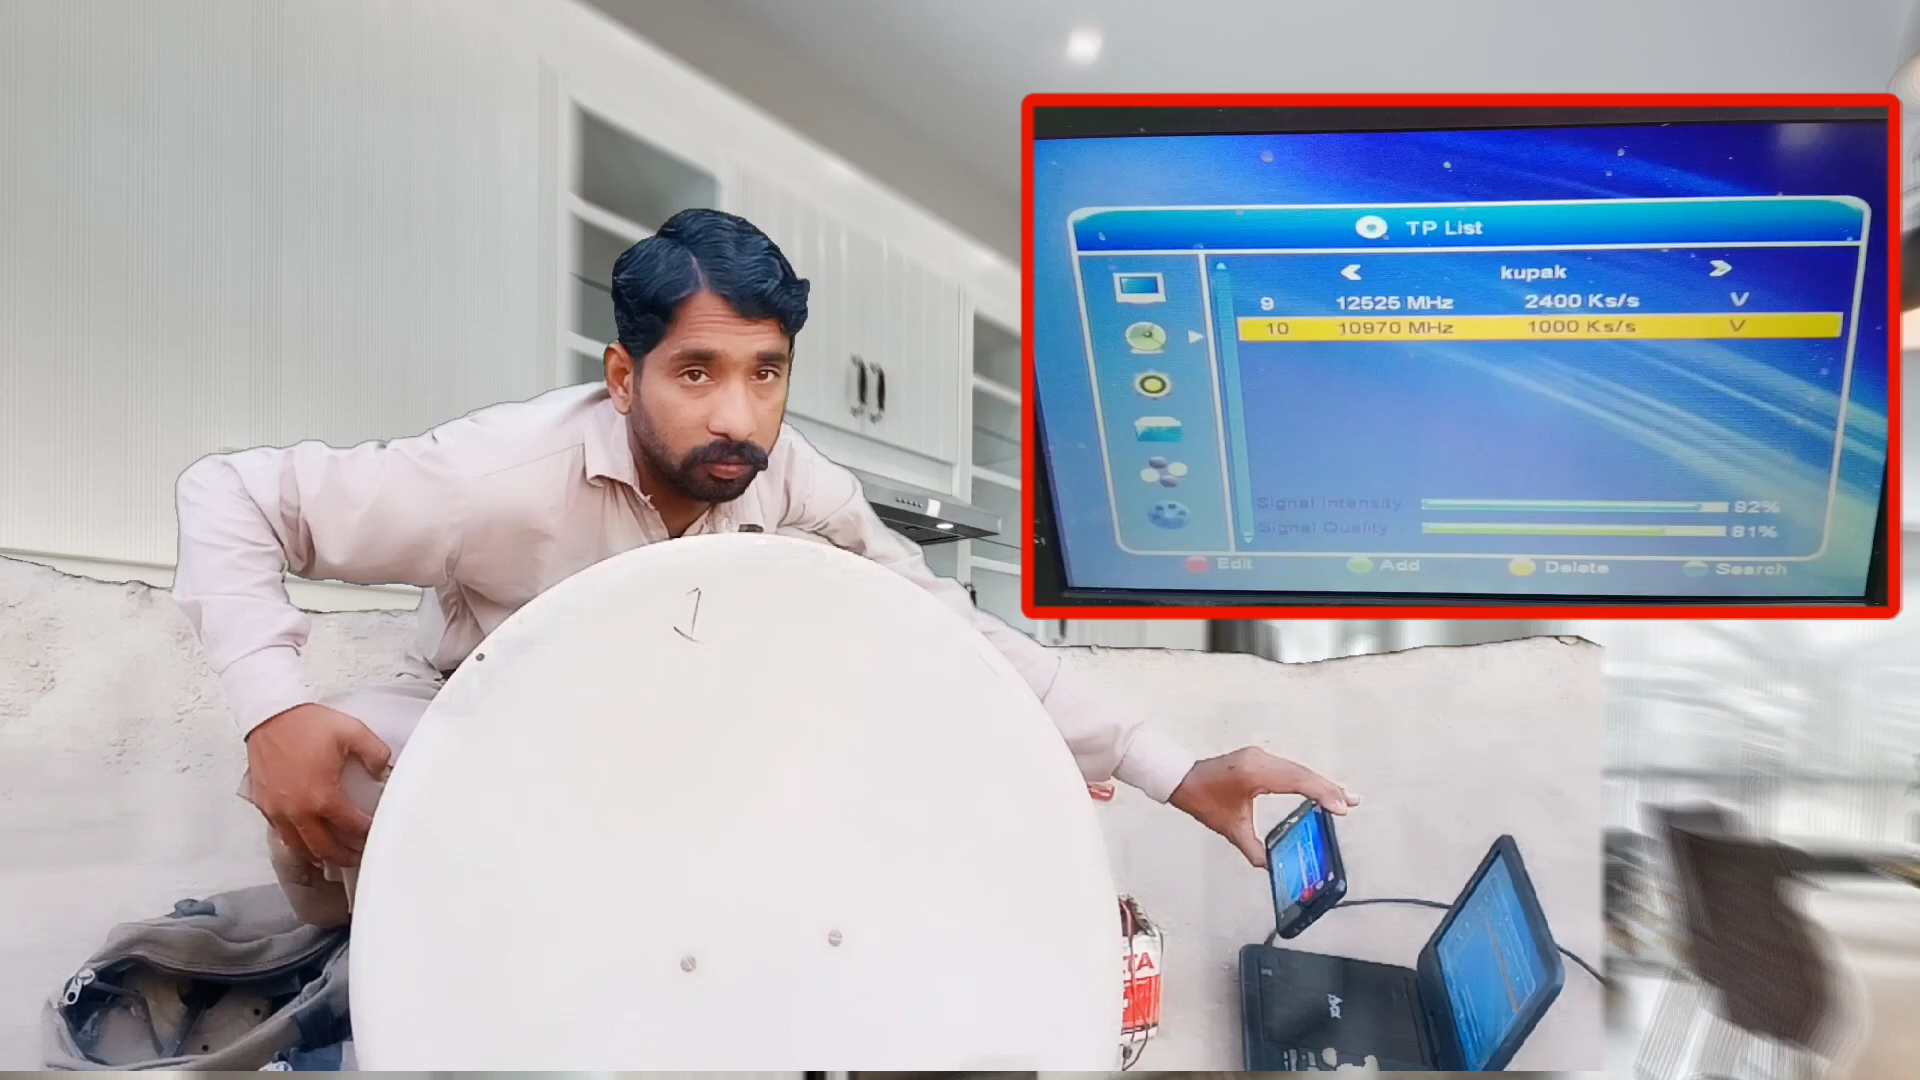 TP List
kupak
9 12525 MHz 2400 Ks/s V
10 10970 MHz 1000 Ks/s V
Signal Intensity 92%
Signal Quality 81%
Edit Add Delete Search
1
TA